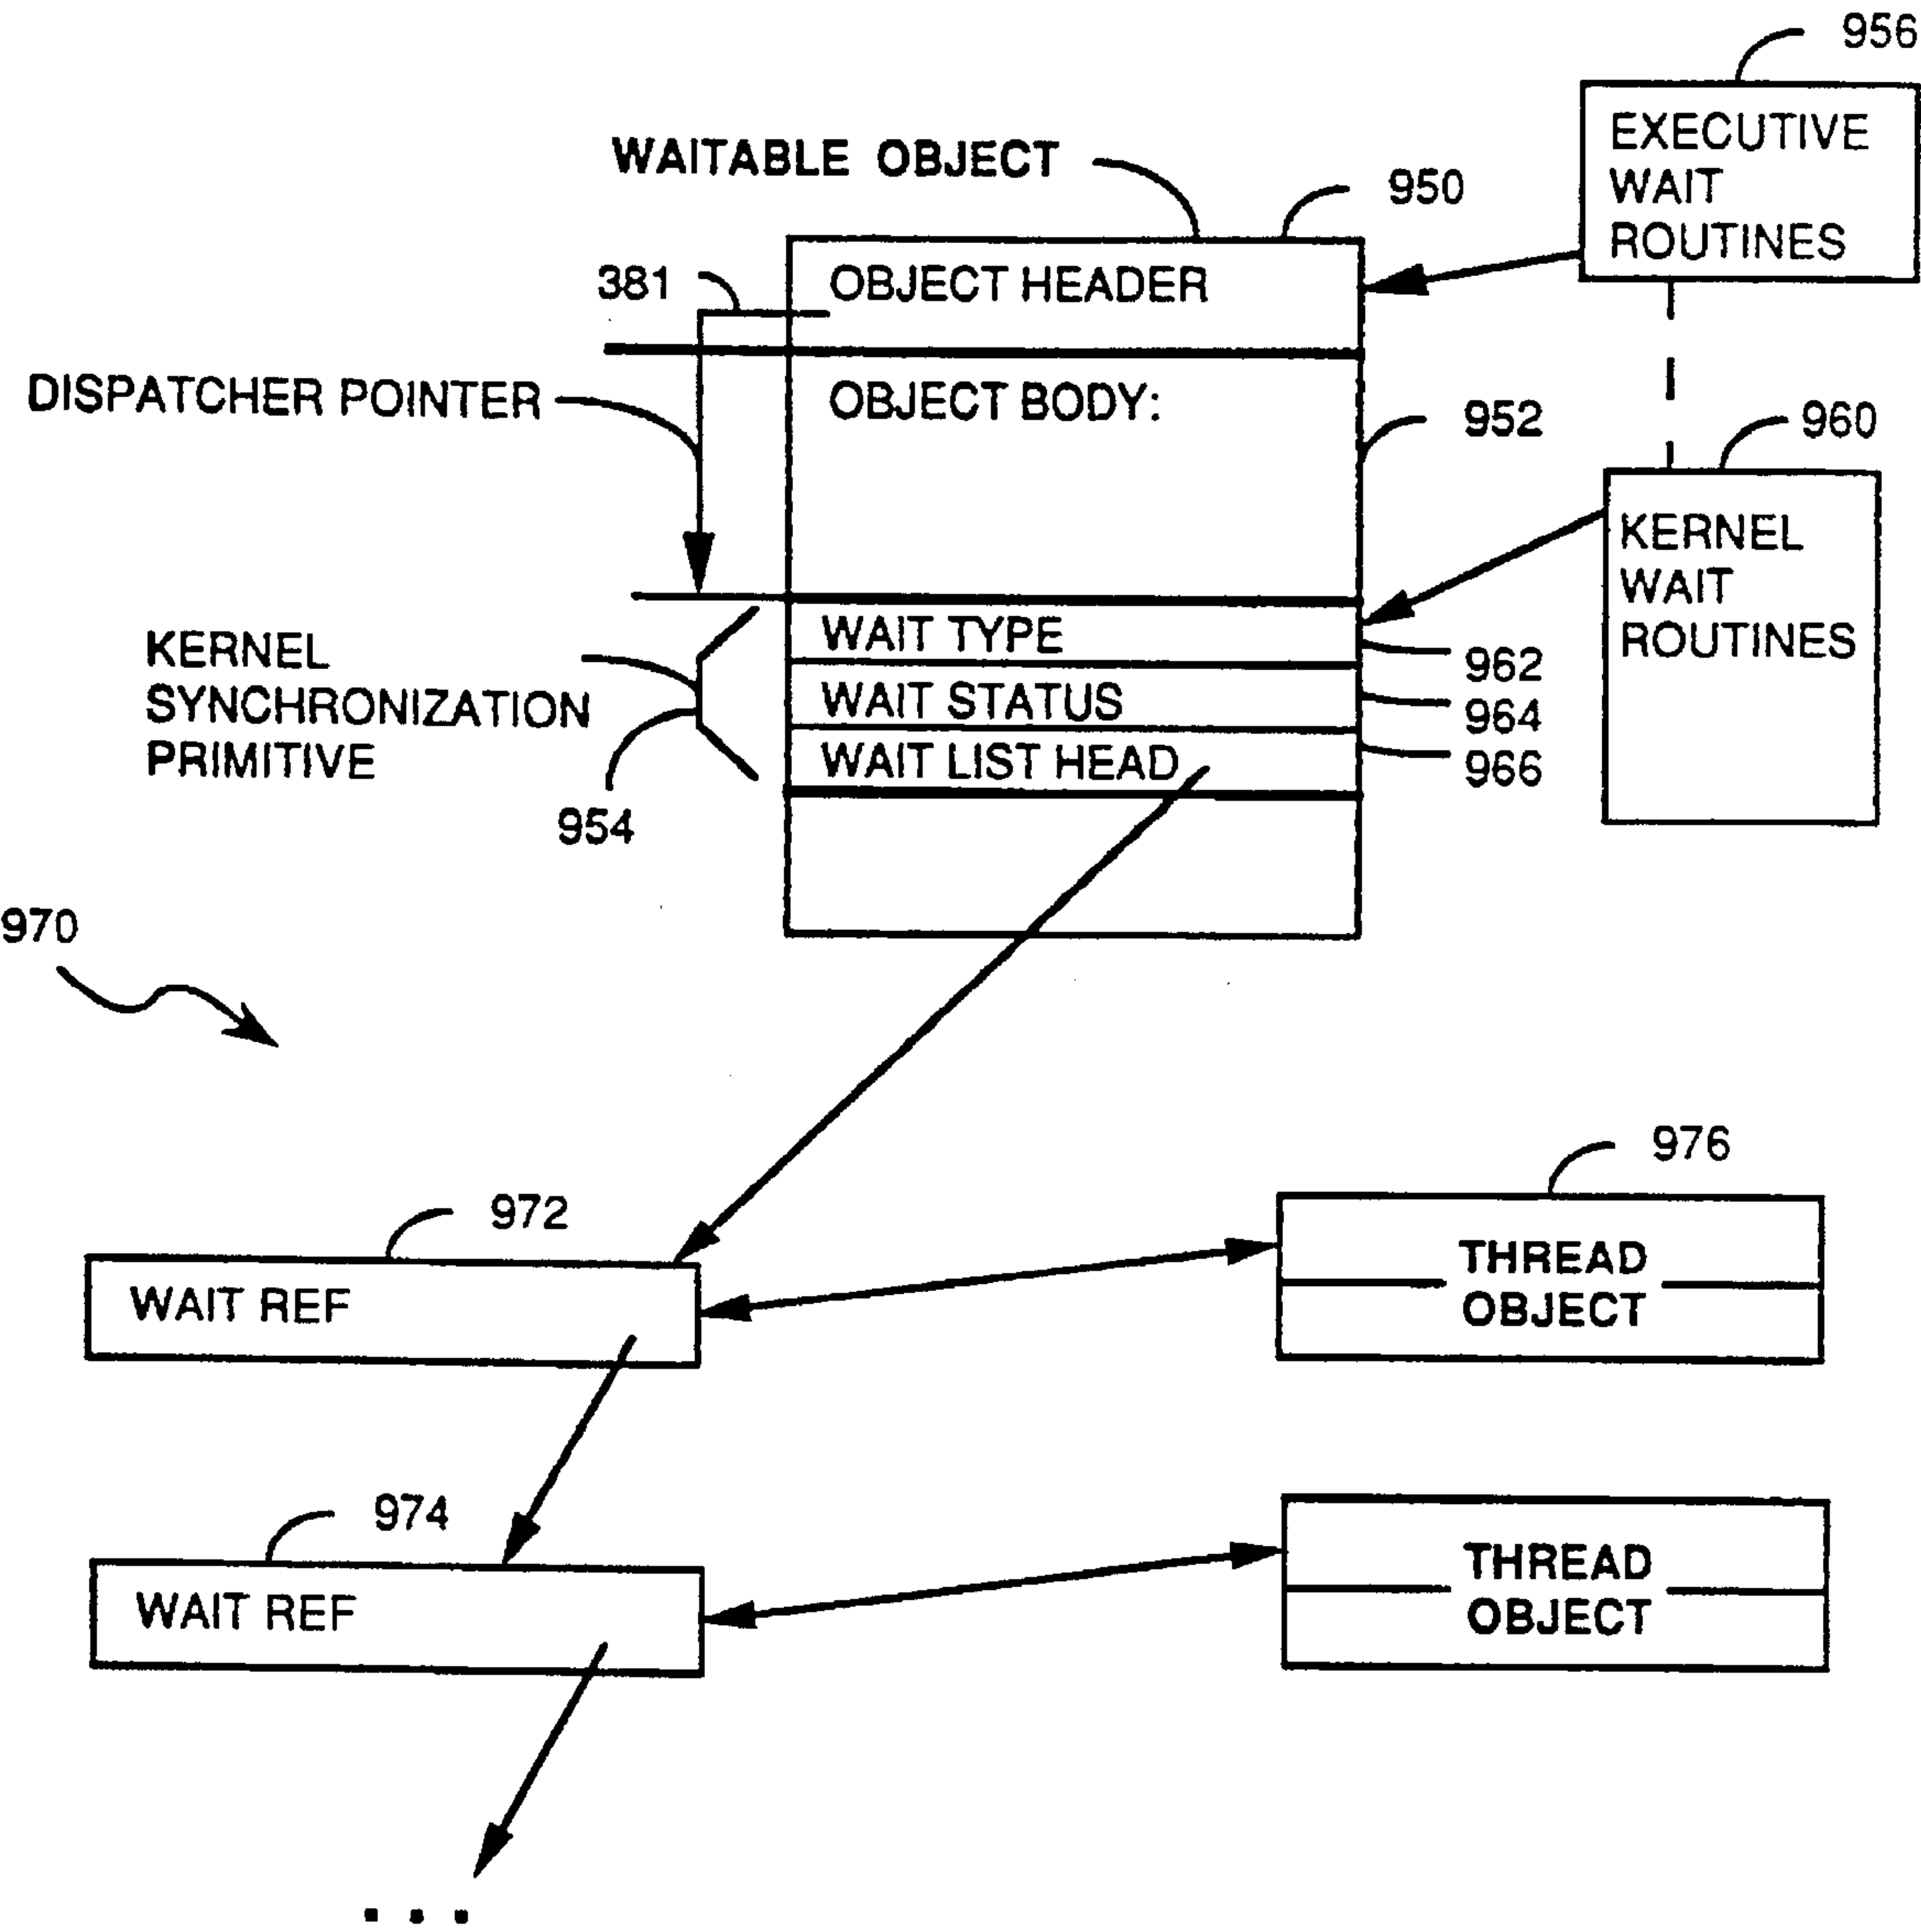 956
EXECUTIVE
WAIT
ROUTINES
WAITABLE OBJECT
950
381
OBJECT HEADER
DISPATCHER POINTER
OBJECT BODY:
952
960
KERNEL
WAIT
ROUTINES
KERNEL
SYNCHRONIZATION
PRIMITIVE
WAIT TYPE
962
WAIT STATUS
964
WAIT LIST HEAD
966
954
970
976
972
THREAD
OBJECT
WAIT REF
974
THREAD
OBJECT
WAIT REF
...